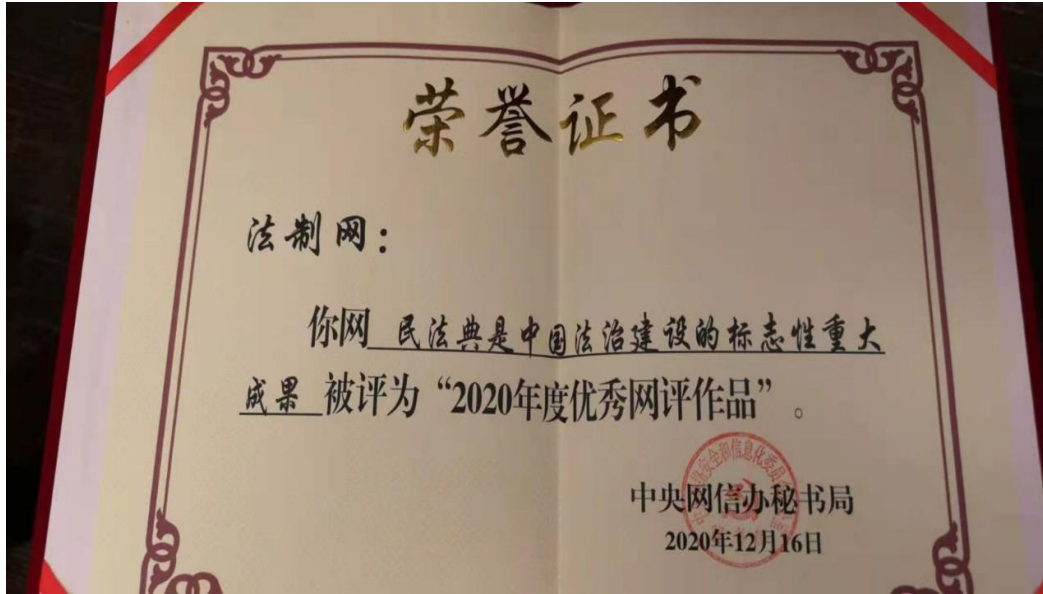 荣誉证书
法制网：
你网 民法典是中国法治建设的标志性重大
成果 被评为“2020年度优秀网评作品”。
中央网信办秘书局
2020年12月16日